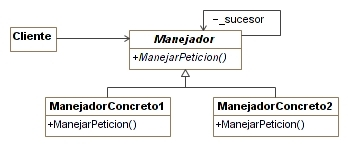 -_sucesor
Cliente
Manejador
+ManejarPeticion()
ManejadorConcreto1
ManejadorConcreto2
+ManejarPeticion()
+ManejarPeticion()